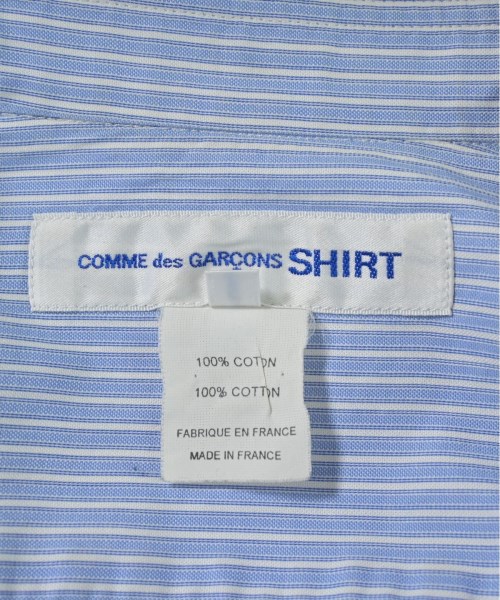 COMME des GARÇONS SHIRT
100% COTON
100% COTTON
FABRIQUE EN FRANCE
MADE IN FRANCE